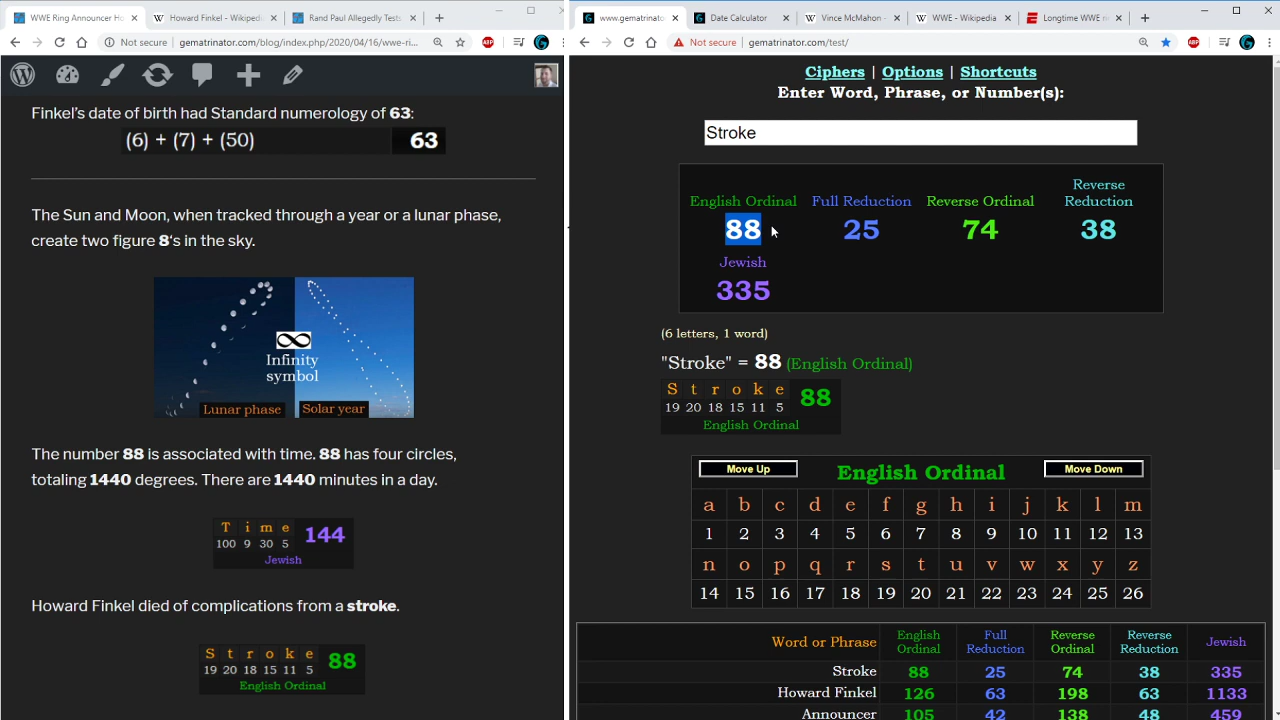 WWE Ring Announcer Ho
Howard Finkel - Wikipedia
Rand Paul Allegedly Tests
Not secure | gematrinator.com/blog/index.php/2020/04/16/wwe-ri...
ABP
Finkel's date of birth had Standard numerology of 63:
(6) + (7) + (50) 63
The Sun and Moon, when tracked through a year or a lunar phase,
create two figure 8's in the sky.
∞
Infinity
symbol
Lunar phase
Solar year
The number 88 is associated with time. 88 has four circles,
totaling 1440 degrees. There are 1440 minutes in a day.
T i m e 144
100 9 30 5
Jewish
Howard Finkel died of complications from a stroke.
S t r o k e 88
19 20 18 15 11 5
English Ordinal
www.gematrinator.com
Date Calculator
Vince McMahon -
WWE - Wikipedia
Longtime WWE ri
Not secure | gematrinator.com/test/
ABP
Ciphers | Options | Shortcuts
Enter Word, Phrase, or Number(s):
Stroke
English Ordinal Full Reduction Reverse Ordinal Reverse Reduction
88 25 74 38
Jewish
335
(6 letters, 1 word)
"Stroke" = 88 (English Ordinal)
S t r o k e 88
19 20 18 15 11 5
English Ordinal
Move Up English Ordinal Move Down
a b c d e f g h i j k l m
1 2 3 4 5 6 7 8 9 10 11 12 13
n o p q r s t u v w x y z
14 15 16 17 18 19 20 21 22 23 24 25 26
Word or Phrase English Ordinal Full Reduction Reverse Ordinal Reverse Reduction Jewish
Stroke 88 25 74 38 335
Howard Finkel 126 63 198 63 1133
Announcer 105 42 138 48 459